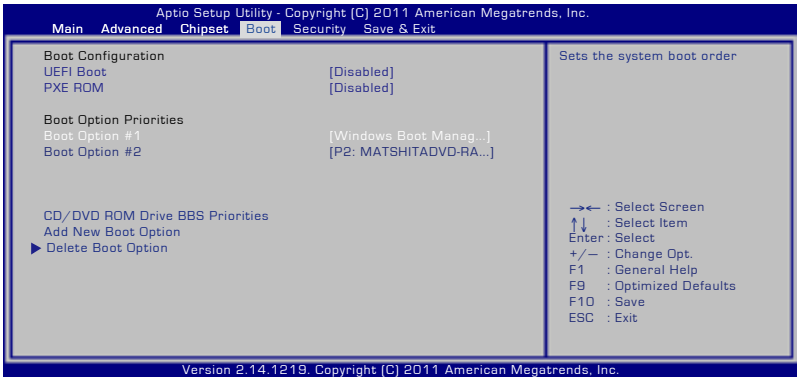 Aptio Setup Utility - Copyright (C) 2011 American Megatrends, Inc.
Main Advanced Chipset Boot Security Save & Exit
Boot Configuration
UEFI Boot [Disabled]
PXE ROM [Disabled]
Boot Option Priorities
Boot Option #1 [Windows Boot Manag...]
Boot Option #2 [P2: MATSHITADVD-RA...]
CD/DVD ROM Drive BBS Priorities
Add New Boot Option
▶ Delete Boot Option
Sets the system boot order
→← : Select Screen
↑↓ : Select Item
Enter : Select
+/— : Change Opt.
F1 : General Help
F9 : Optimized Defaults
F10 : Save
ESC : Exit
Version 2.14.1219. Copyright (C) 2011 American Megatrends, Inc.